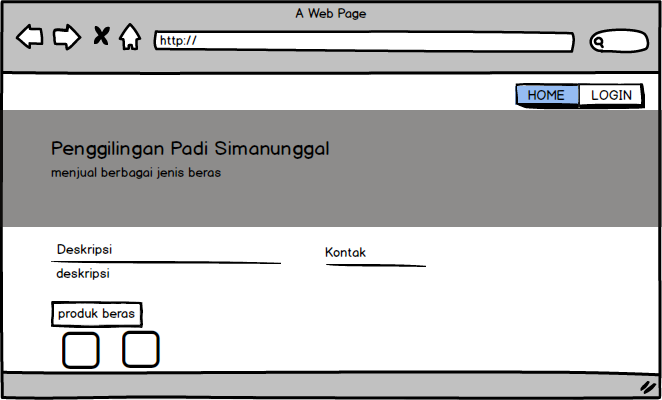 A Web Page
http://
HOME LOGIN
Penggilingan Padi Simanunggal
menjual berbagai jenis beras
Deskripsi
Kontak
deskripsi
produk beras